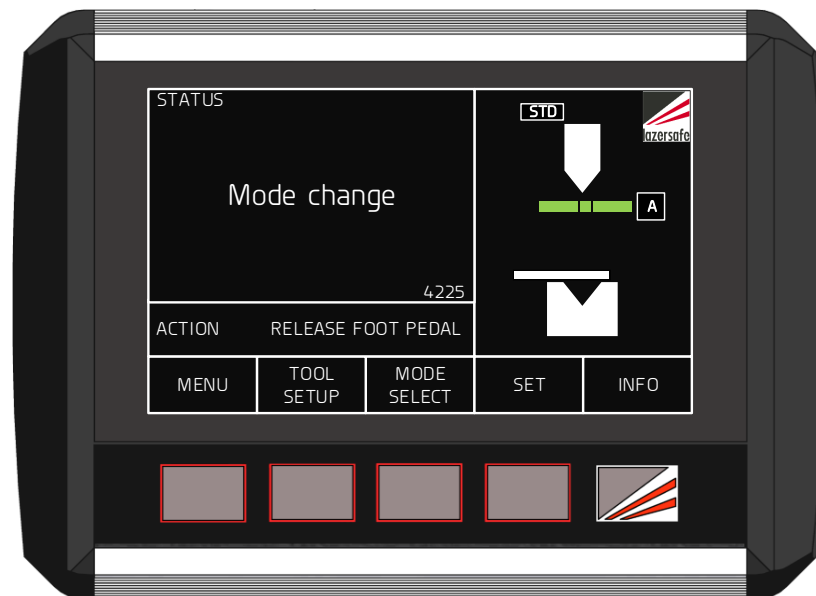 STATUS
STD
lazersafe
Mode change
A
4225
ACTION RELEASE FOOT PEDAL
MENU
TOOL
SETUP
MODE
SELECT
SET
INFO